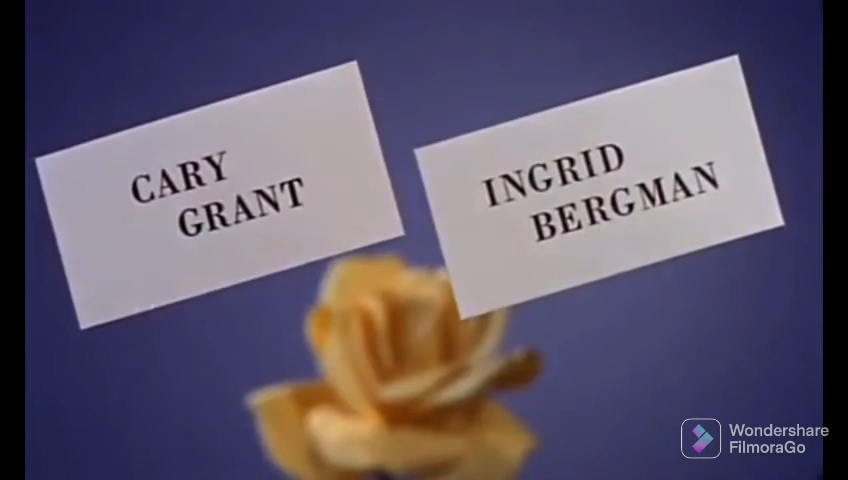 CARY
GRANT
INGRID
BERGMAN
Wondershare
FilmoraGo